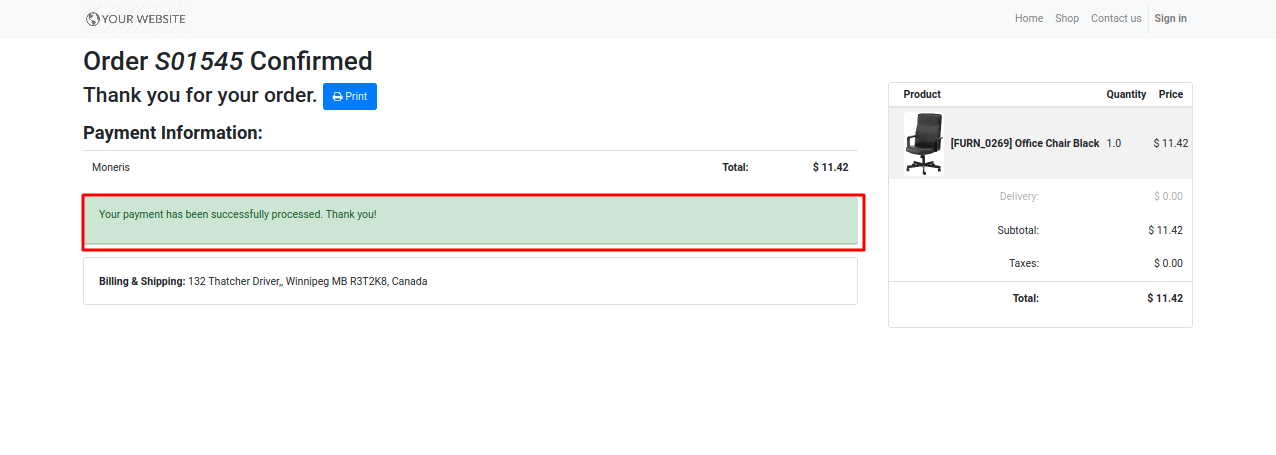 YOUR WEBSITE
Home Shop Contact us Sign in
Order S01545 Confirmed
Thank you for your order. Print
Payment Information:
Moneris Total: $ 11.42
Your payment has been successfully processed. Thank you!
Billing & Shipping: 132 Thatcher Driver,, Winnipeg MB R3T2K8, Canada
Product Quantity Price
[FURN_0269] Office Chair Black 1.0 $ 11.42
Delivery: $ 0.00
Subtotal: $ 11.42
Taxes: $ 0.00
Total: $ 11.42